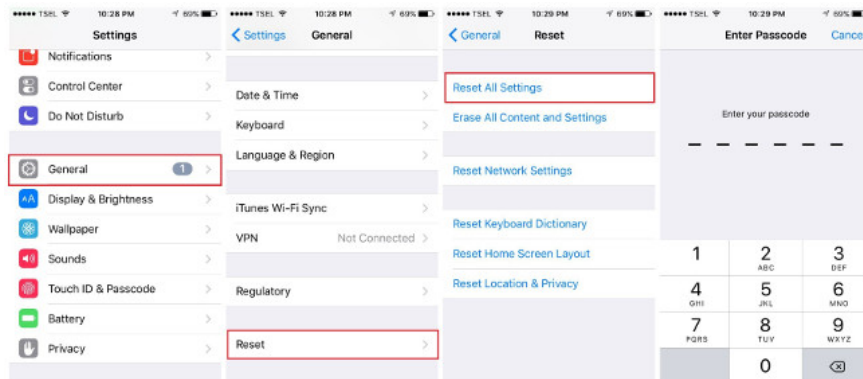 TSEL 10:28 PM 69%
Settings
Notifications
Control Center
Do Not Disturb
General 1
Display & Brightness
Wallpaper
Sounds
Touch ID & Passcode
Battery
Privacy
TSEL 10:28 PM 69%
Settings General
Date & Time
Keyboard
Language & Region
iTunes Wi-Fi Sync
VPN Not Connected
Regulatory
Reset
TSEL 10:29 PM 69%
General Reset
Reset All Settings
Erase All Content and Settings
Reset Network Settings
Reset Keyboard Dictionary
Reset Home Screen Layout
Reset Location & Privacy
TSEL 10:29 PM 69%
Enter Passcode Cance
Enter your passcode
1 2 3
ABC DEF
4 5 6
GHI JKL MNO
7 8 9
PQRS TUV WXYZ
0